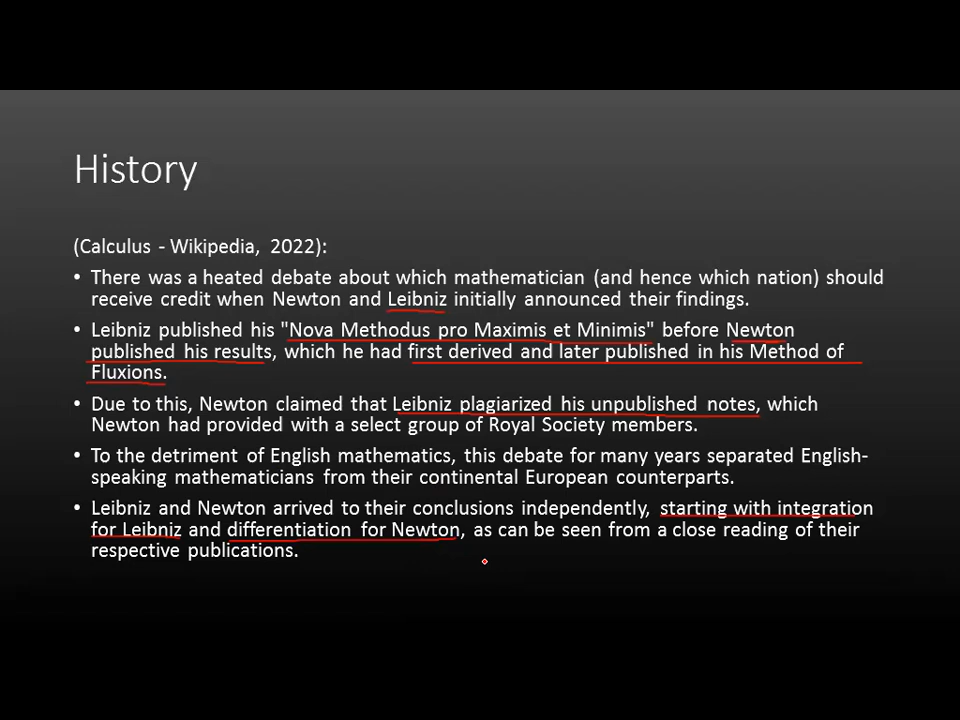 History
(Calculus - Wikipedia, 2022):
• There was a heated debate about which mathematician (and hence which nation) should
receive credit when Newton and Leibniz initially announced their findings.
• Leibniz published his "Nova Methodus pro Maximis et Minimis" before Newton
published his results, which he had first derived and later published in his Method of
Fluxions.
• Due to this, Newton claimed that Leibniz plagiarized his unpublished notes, which
Newton had provided with a select group of Royal Society members.
• To the detriment of English mathematics, this debate for many years separated English-
speaking mathematicians from their continental European counterparts.
• Leibniz and Newton arrived to their conclusions independently, starting with integration
for Leibniz and differentiation for Newton, as can be seen from a close reading of their
respective publications.